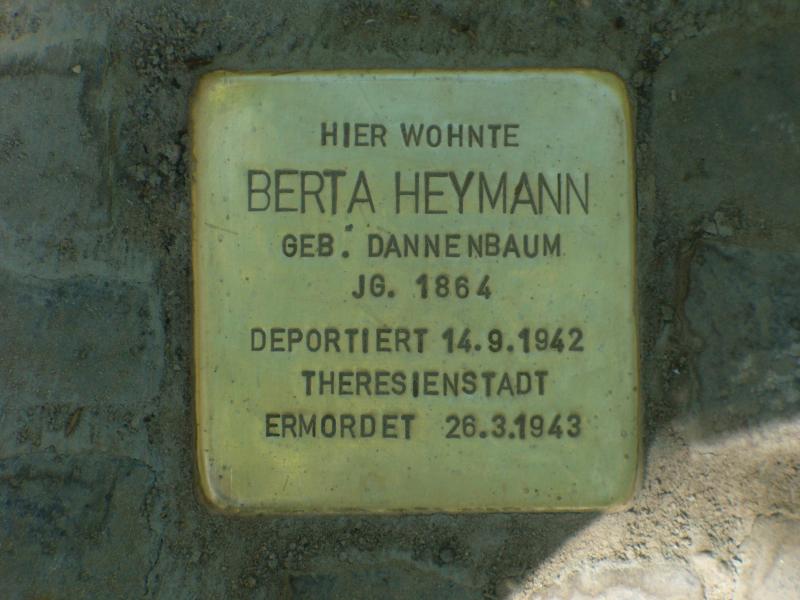 HIER WOHNTE
BERTA HEYMANN
GEB. DANNENBAUM
JG. 1864
DEPORTIERT 14.9.1942
THERESIENSTADT
ERMORDET 26.3.1943